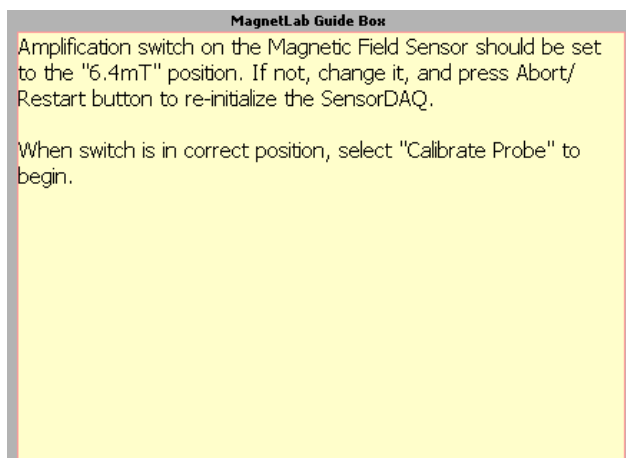 MagnetLab Guide Box
Amplification switch on the Magnetic Field Sensor should be set
to the "6.4mT" position. If not, change it, and press Abort/
Restart button to re-initialize the SensorDAQ.
When switch is in correct position, select "Calibrate Probe" to
begin.